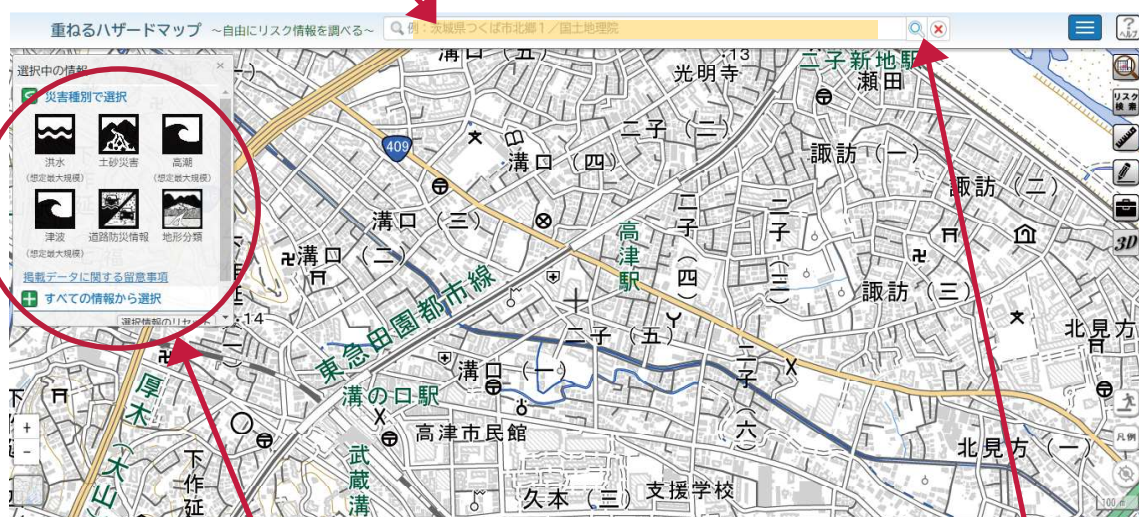 重ねるハザードマップ ～自由にリスク情報を調べる～
例：茨城県つくば市北郷1／国土地理院
ヘルプ
選択中の情報
×
災害種別で選択
洪水
(想定最大規模)
土砂災害
高潮
(想定最大規模)
津波
(想定最大規模)
道路防災情報
地形分類
掲載データに関する留意事項
すべての情報から選択
選択情報のリセット
リスク
検索
3D
凡例
100 m
+
-
溝口（五）
光明寺
・13
二子新地駅
瀬田
409
二子（二）
溝口（四）
諏訪（一）
諏訪（二）
溝口（三）
高津駅
二子（四）
二子（三）
溝口（二）
諏訪（三）
東急田園都市線
・14
二子（五）
北見方
溝口（一）
溝の口駅
二子（六）
厚木
高津市民館
北見方（一）
大山
下作延
武蔵溝
久本（三）
支援学校